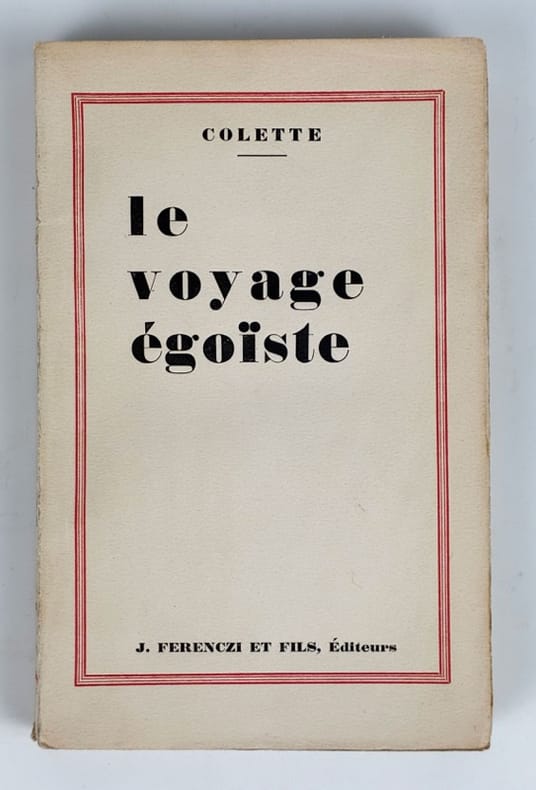 COLETTE
le
voyage
égoïste
J. FERENCZI ET FILS, Éditeurs